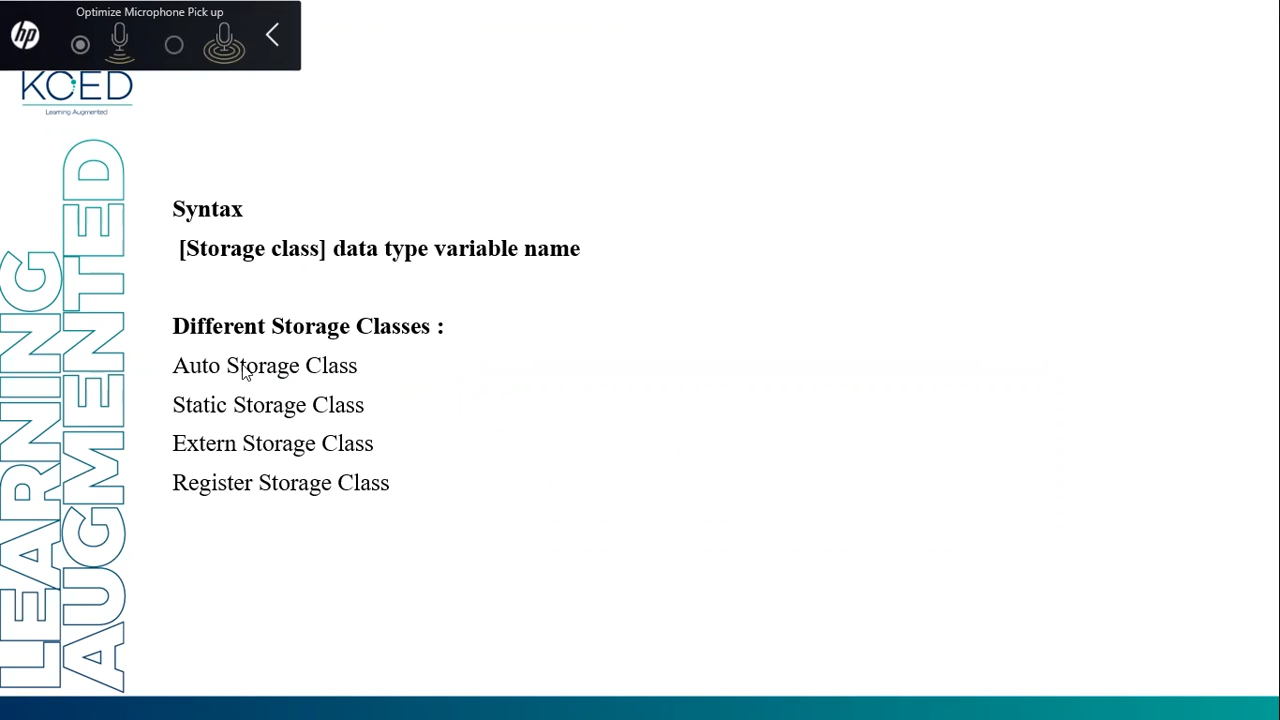 Optimize Microphone Pick up
hp
KCED
Learning Augmented
LEARNING
AUGMENTED
Syntax
[Storage class] data type variable name
Different Storage Classes :
Auto Storage Class
Static Storage Class
Extern Storage Class
Register Storage Class